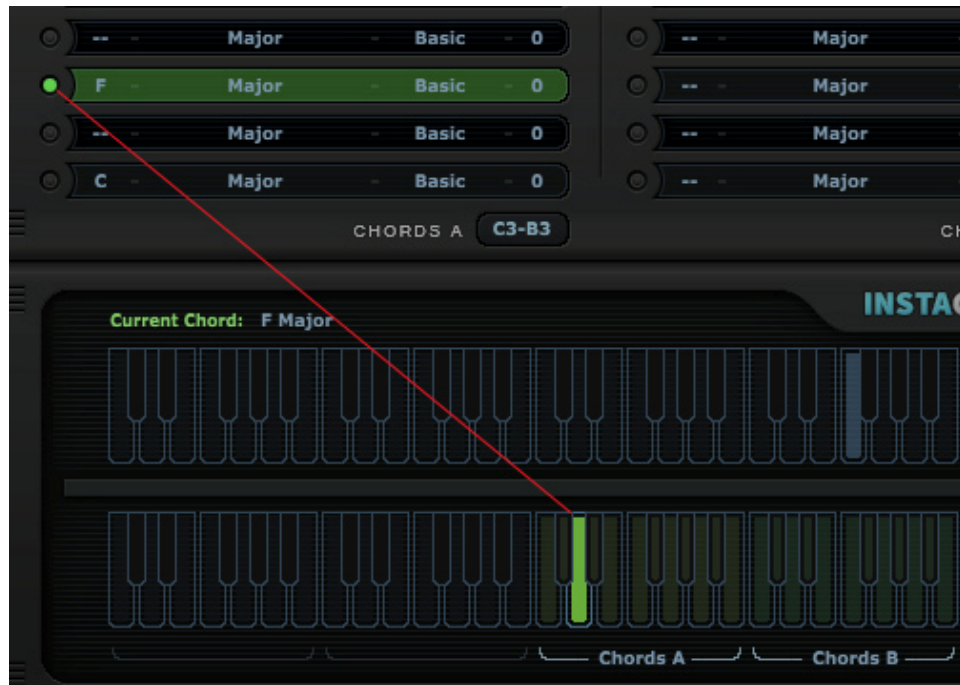 -- - Major - Basic - 0 -- - Major
F - Major - Basic - 0 -- - Major
-- - Major - Basic - 0 -- - Major
C - Major - Basic - 0 -- - Major
CHORDS A C3-B3
Current Chord: F Major
Chords A Chords B